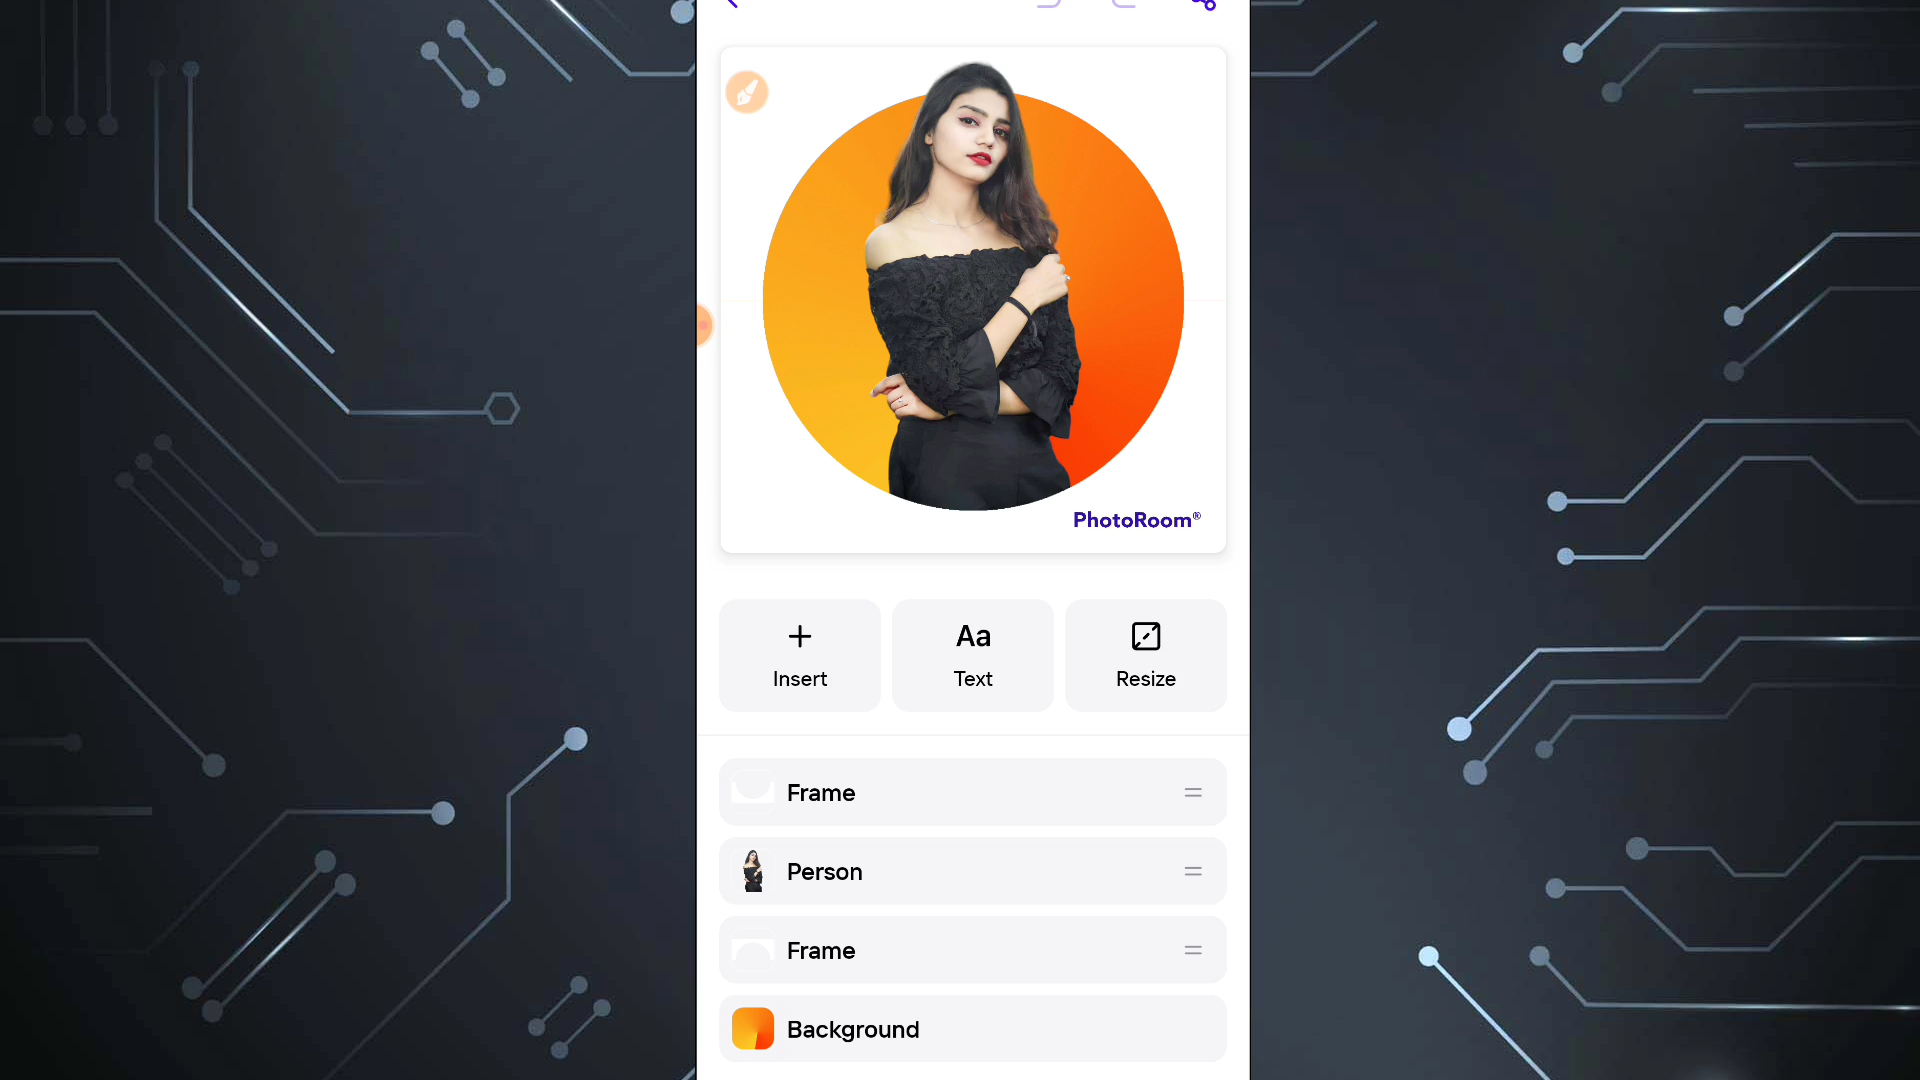 PhotoRoom®
Insert
Aa
Text
Resize
Frame
Person
Frame
Background